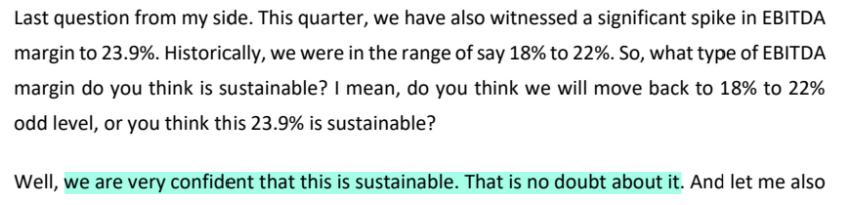 Last question from my side. This quarter, we have also witnessed a significant spike in EBITDA
margin to 23.9%. Historically, we were in the range of say 18% to 22%. So, what type of EBITDA
margin do you think is sustainable? I mean, do you think we will move back to 18% to 22%
odd level, or you think this 23.9% is sustainable?
Well, we are very confident that this is sustainable. That is no doubt about it. And let me also